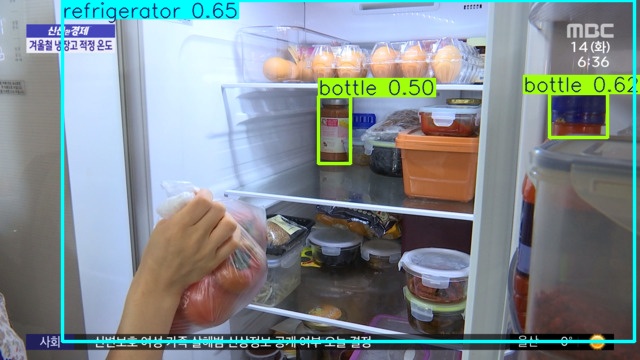 refrigerator 0.65
신선한 경제
겨울철 냉장고 적정 온도
MBC
14(화)
6:36
bottle 0.50
bottle 0.62
사회
신변보호 여성 가족 살해범 신상정보 공개 여부 오늘 결정
울산 0°